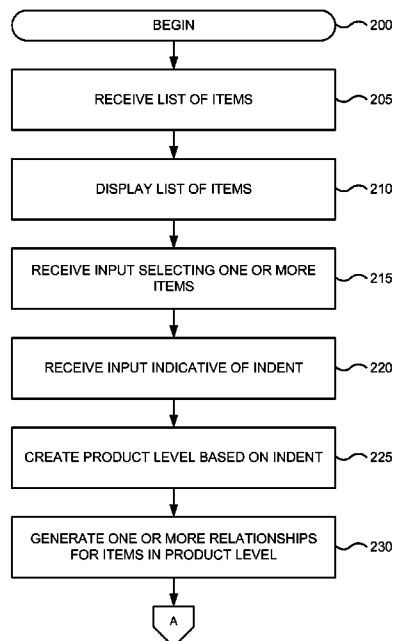 BEGIN
200
RECEIVE LIST OF ITEMS
205
DISPLAY LIST OF ITEMS
210
RECEIVE INPUT SELECTING ONE OR MORE
ITEMS
215
RECEIVE INPUT INDICATIVE OF INDENT
220
CREATE PRODUCT LEVEL BASED ON INDENT
225
GENERATE ONE OR MORE RELATIONSHIPS
FOR ITEMS IN PRODUCT LEVEL
230
A